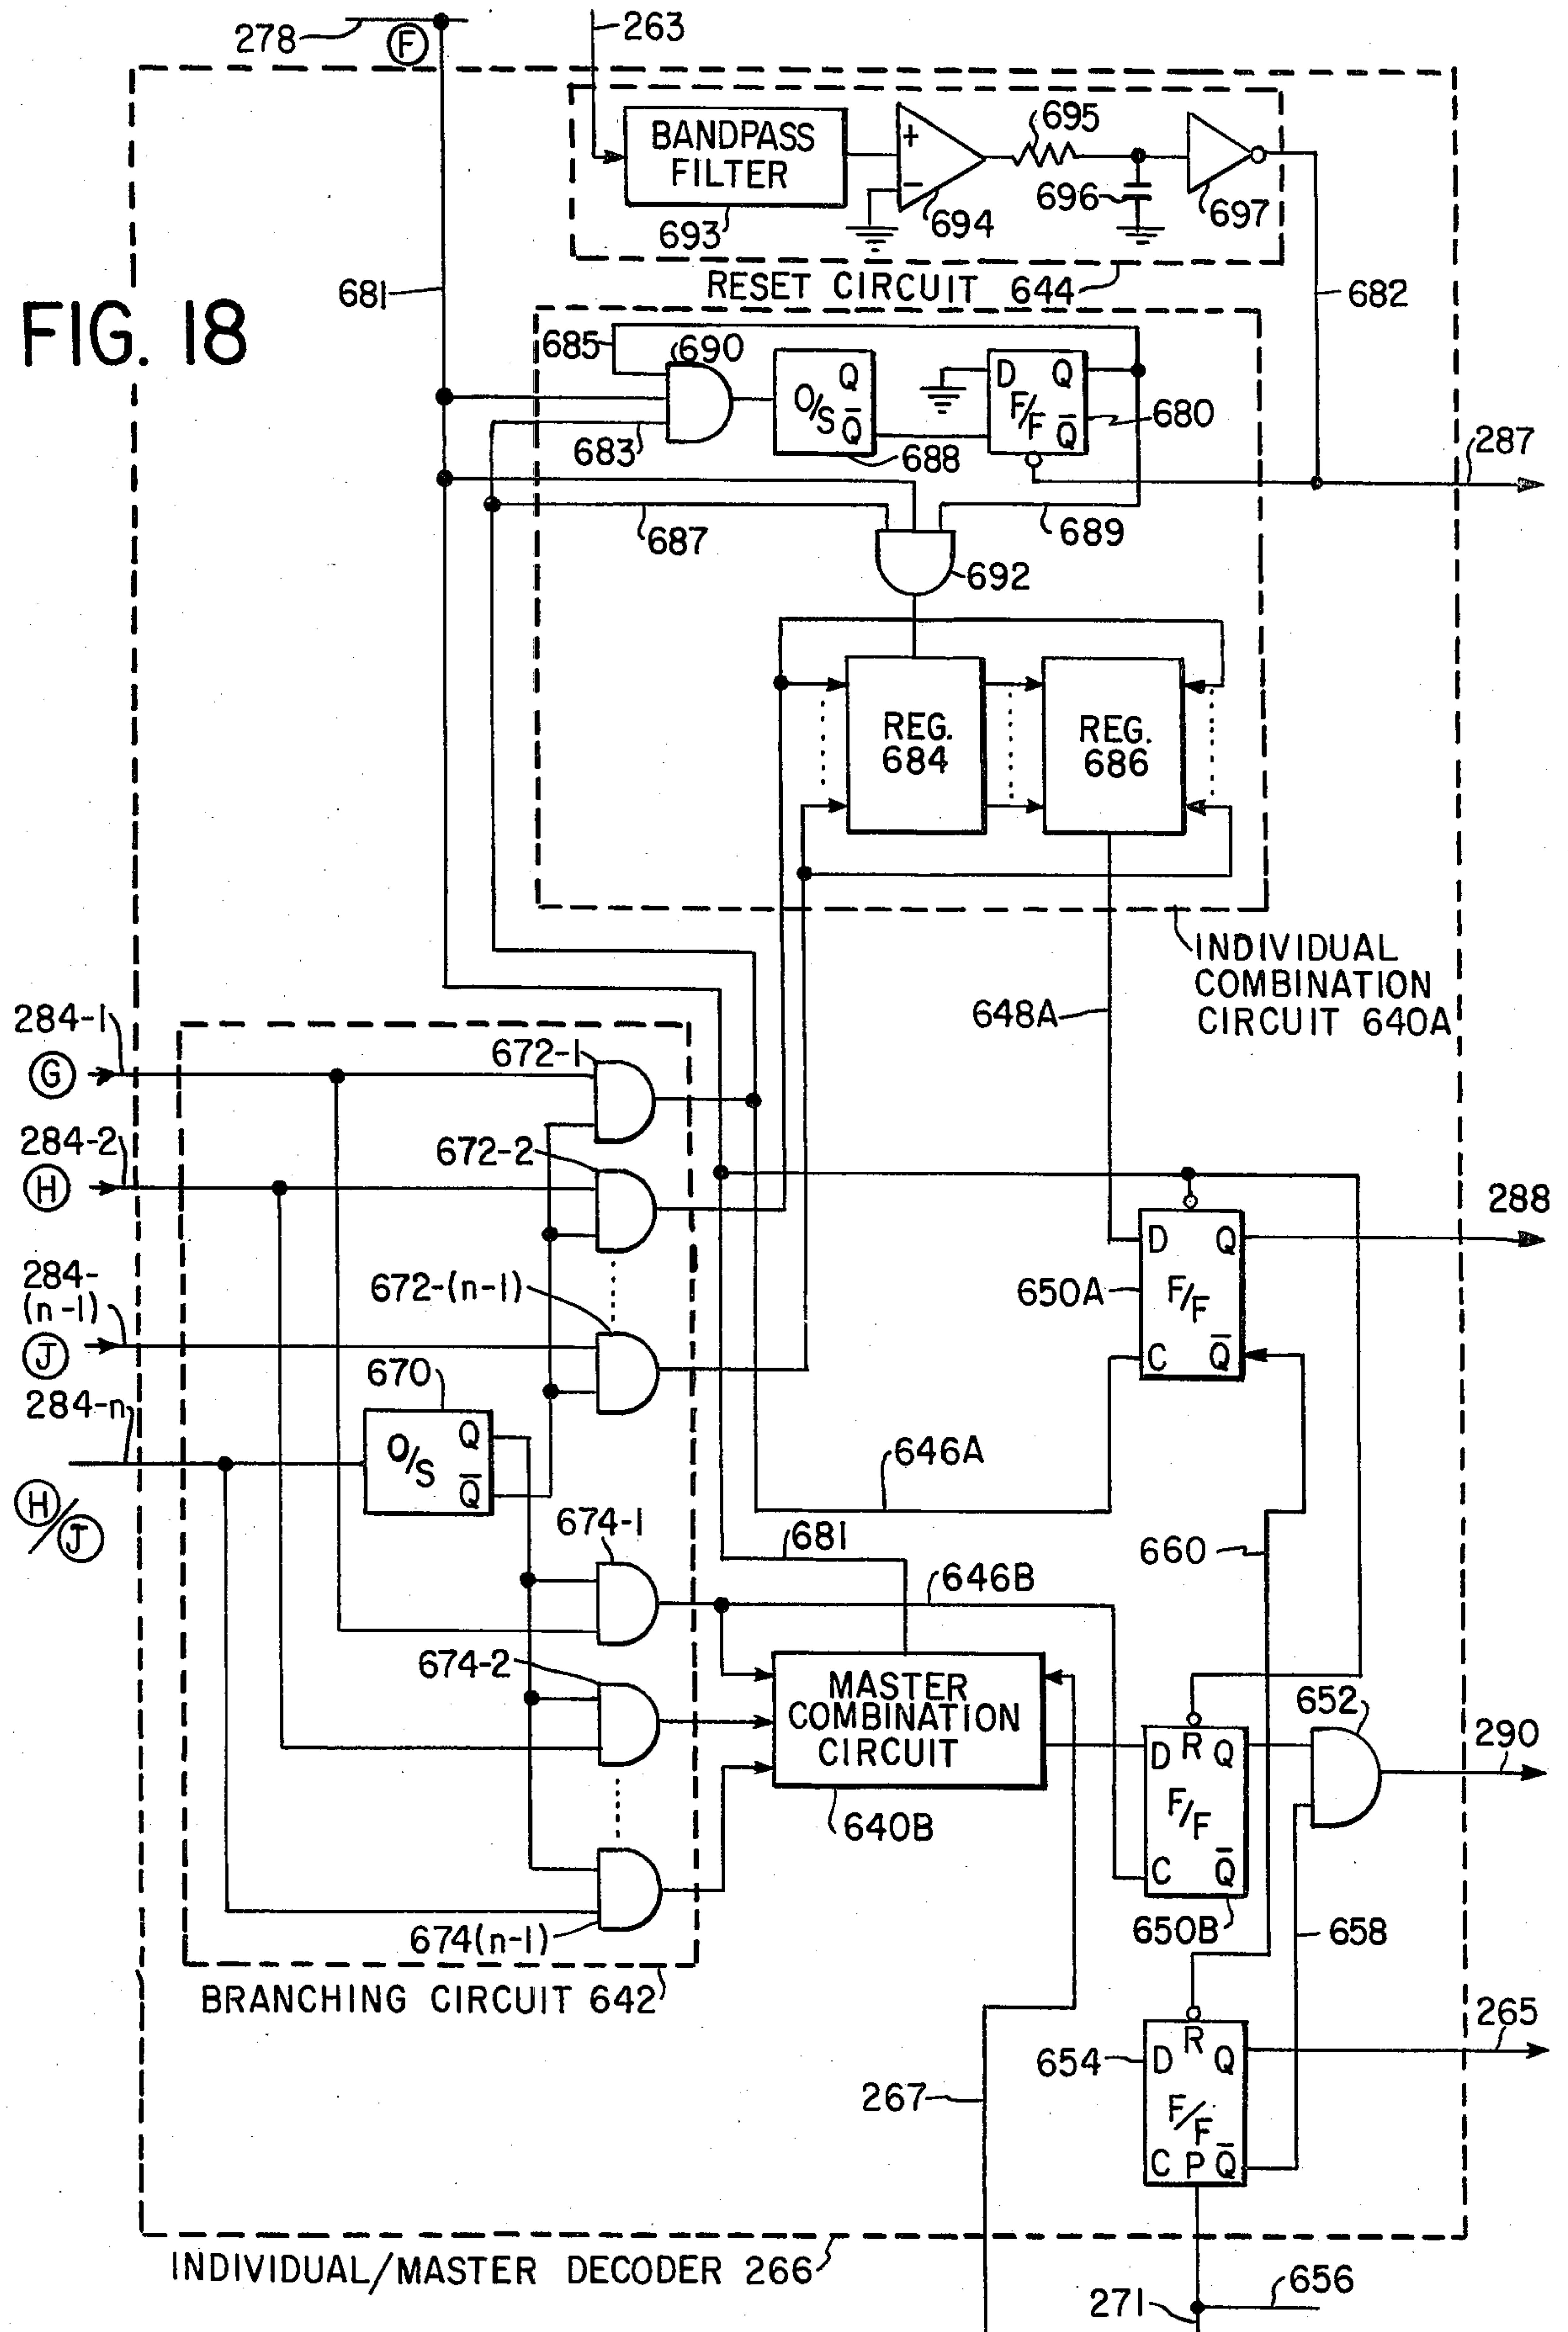 278
F
263
BANDPASS
FILTER
693
+
−
694
695
696
697
RESET CIRCUIT 644
681
682
FIG. 18
685
690
683
O/S
Q
Q̅
688
D Q
F/F
Q̅
680
287
687
689
692
REG.
684
REG.
686
INDIVIDUAL
COMBINATION
CIRCUIT 640A
648A
284-1
G
672-1
284-2
H
672-2
288
284-
(n-1)
J
672-(n-1)
D Q
650A
F/F
C Q̅
670
284-n
O/S
Q
Q̅
H/J
646A
674-1
681
660
646B
674-2
MASTER
COMBINATION
CIRCUIT
640B
652
290
D R Q
F/F
C Q̅
650B
658
674(n-1)
BRANCHING CIRCUIT 642
265
654
D R Q
F/F
C P Q̅
267
INDIVIDUAL/MASTER DECODER 266
656
271